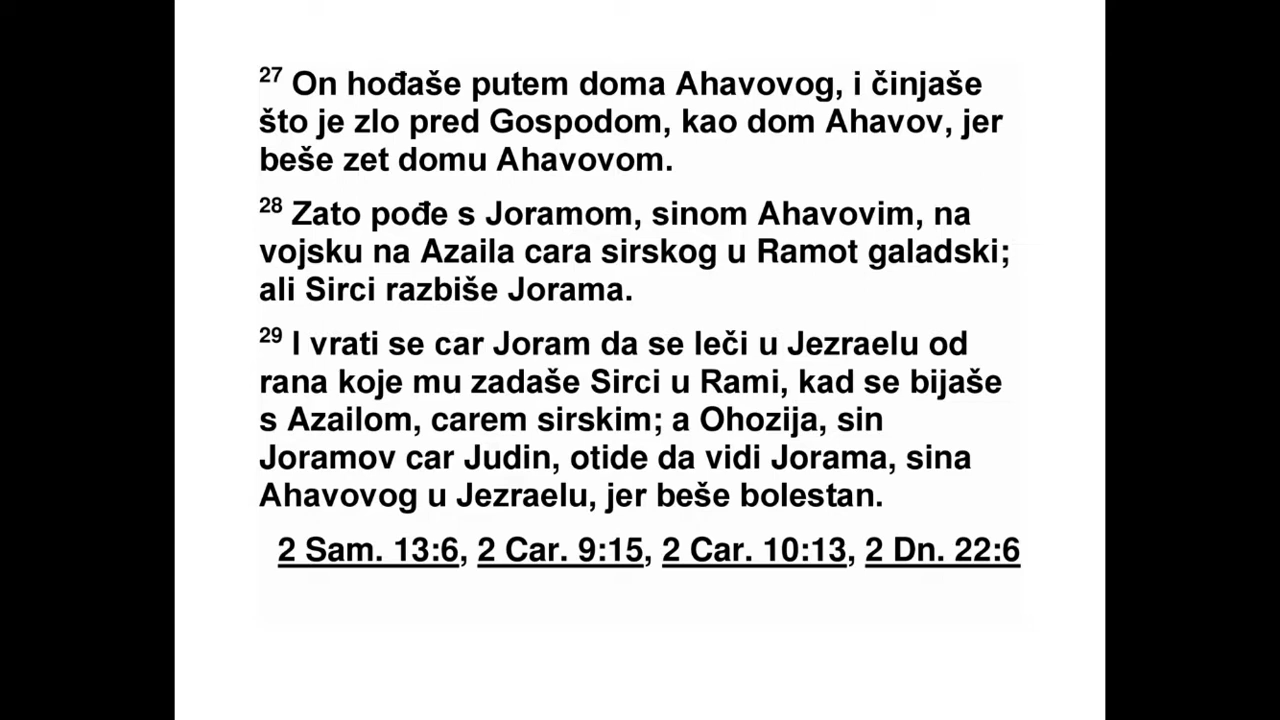 27 On hođaše putem doma Ahavovog, i činjaše
što je zlo pred Gospodom, kao dom Ahavov, jer
beše zet domu Ahavovom.
28 Zato pođe s Joramom, sinom Ahavovim, na
vojsku na Azaila cara sirskog u Ramot galadski;
ali Sirci razbiše Jorama.
29 I vrati se car Joram da se leči u Jezraelu od
rana koje mu zadaše Sirci u Rami, kad se bijaše
s Azailom, carem sirskim; a Ohozija, sin
Joramov car Judin, otide da vidi Jorama, sina
Ahavovog u Jezraelu, jer beše bolestan.
2 Sam. 13:6, 2 Car. 9:15, 2 Car. 10:13, 2 Dn. 22:6